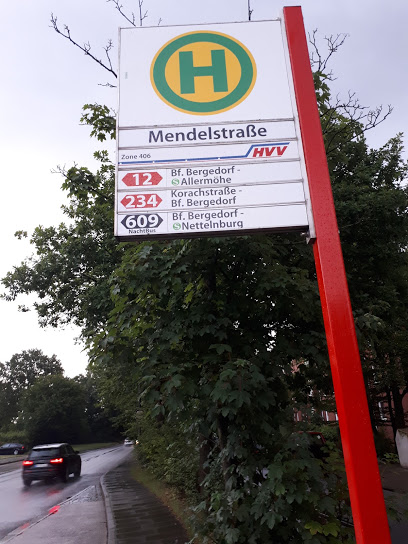 H
Mendelstraße
Zone 406 HVV
12 Bf. Bergedorf -
S Allermöhe
234 Korachstraße -
Bf. Bergedorf
609 Bf. Bergedorf -
NachtBus S Nettelnburg